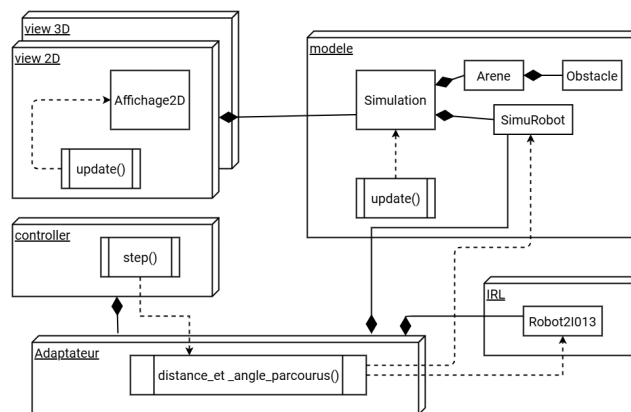 view 3D
view 2D
Affichage2D
update()
modele
Simulation
Arene
Obstacle
SimuRobot
update()
controller
step()
IRL
Robot2I013
Adaptateur
distance_et _angle_parcourus()